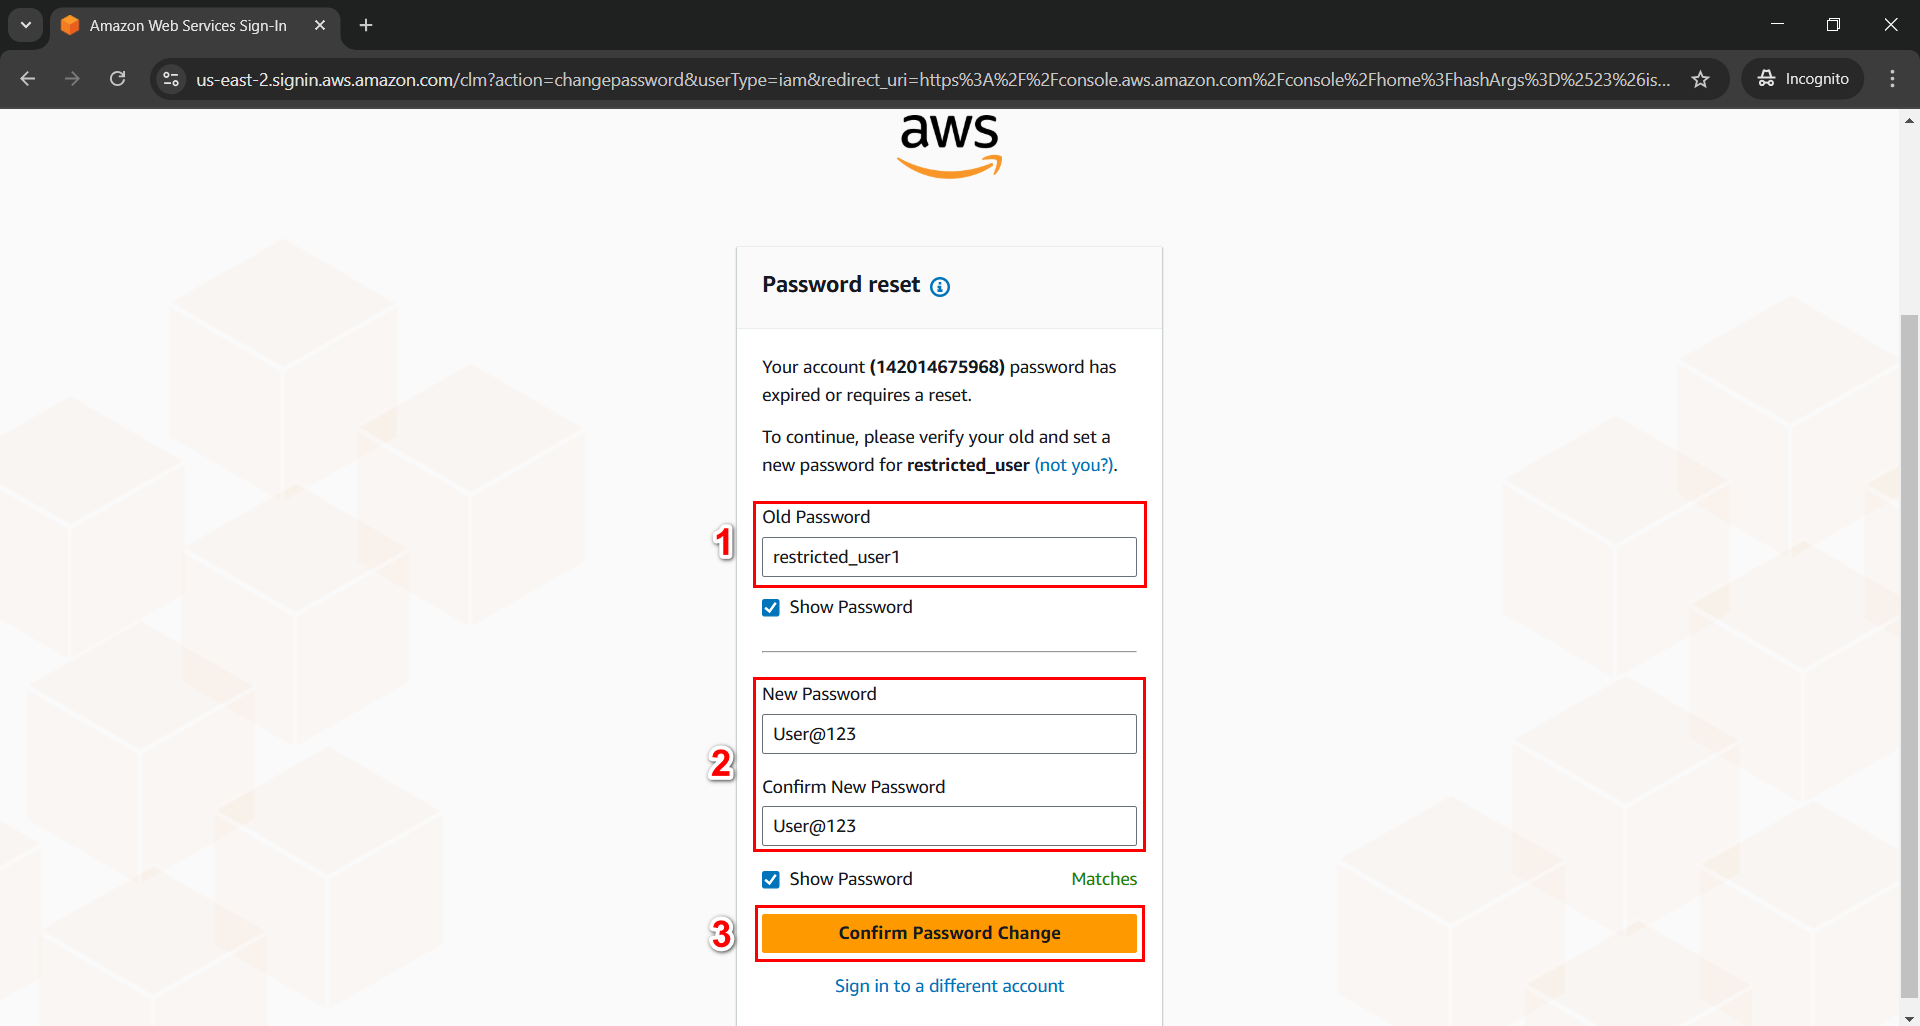 Amazon Web Services Sign-In
us-east-2.signin.aws.amazon.com/clm?action=changepassword&userType=iam&redirect_uri=https%3A%2F%2Fconsole.aws.amazon.com%2Fconsole%2Fhome%3FhashArgs%3D%2523%26is...
Incognito
aws
Password reset
Your account (142014675968) password has
expired or requires a reset.
To continue, please verify your old and set a
new password for restricted_user (not you?).
1
Old Password
restricted_user1
Show Password
2
New Password
User@123
Confirm New Password
User@123
Show Password
Matches
3
Confirm Password Change
Sign in to a different account